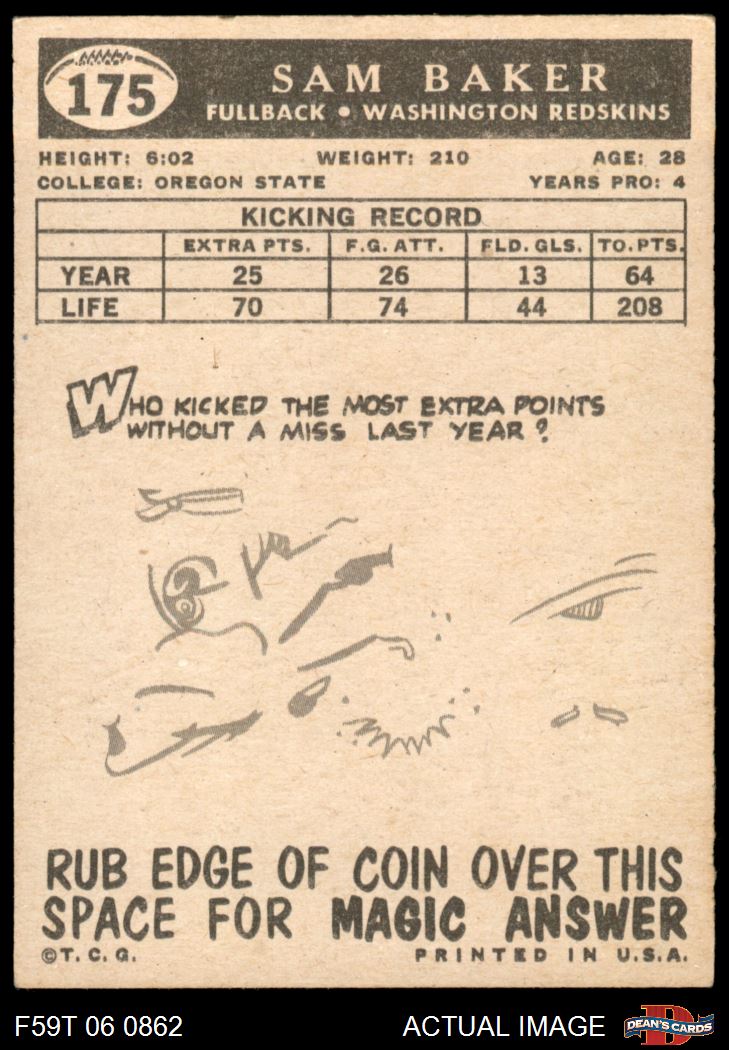 175
SAM BAKER
FULLBACK • WASHINGTON REDSKINS
HEIGHT: 6:02 WEIGHT: 210 AGE: 28
COLLEGE: OREGON STATE YEARS PRO: 4
KICKING RECORD
EXTRA PTS. F.G. ATT. FLD. GLS. TO. PTS.
YEAR 25 26 13 64
LIFE 70 74 44 208
WHO KICKED THE MOST EXTRA POINTS
WITHOUT A MISS LAST YEAR?
RUB EDGE OF COIN OVER THIS
SPACE FOR MAGIC ANSWER
©T. C. G. PRINTED IN U.S.A.
F59T 06 0862 ACTUAL IMAGE D DEAN'S CARDS